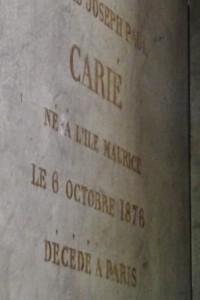 JOSEPH PAUL
CARIÉ
NÉ A L'ILE MAURICE
LE 6 OCTOBRE 1876
DÉCÉDÉ A PARIS